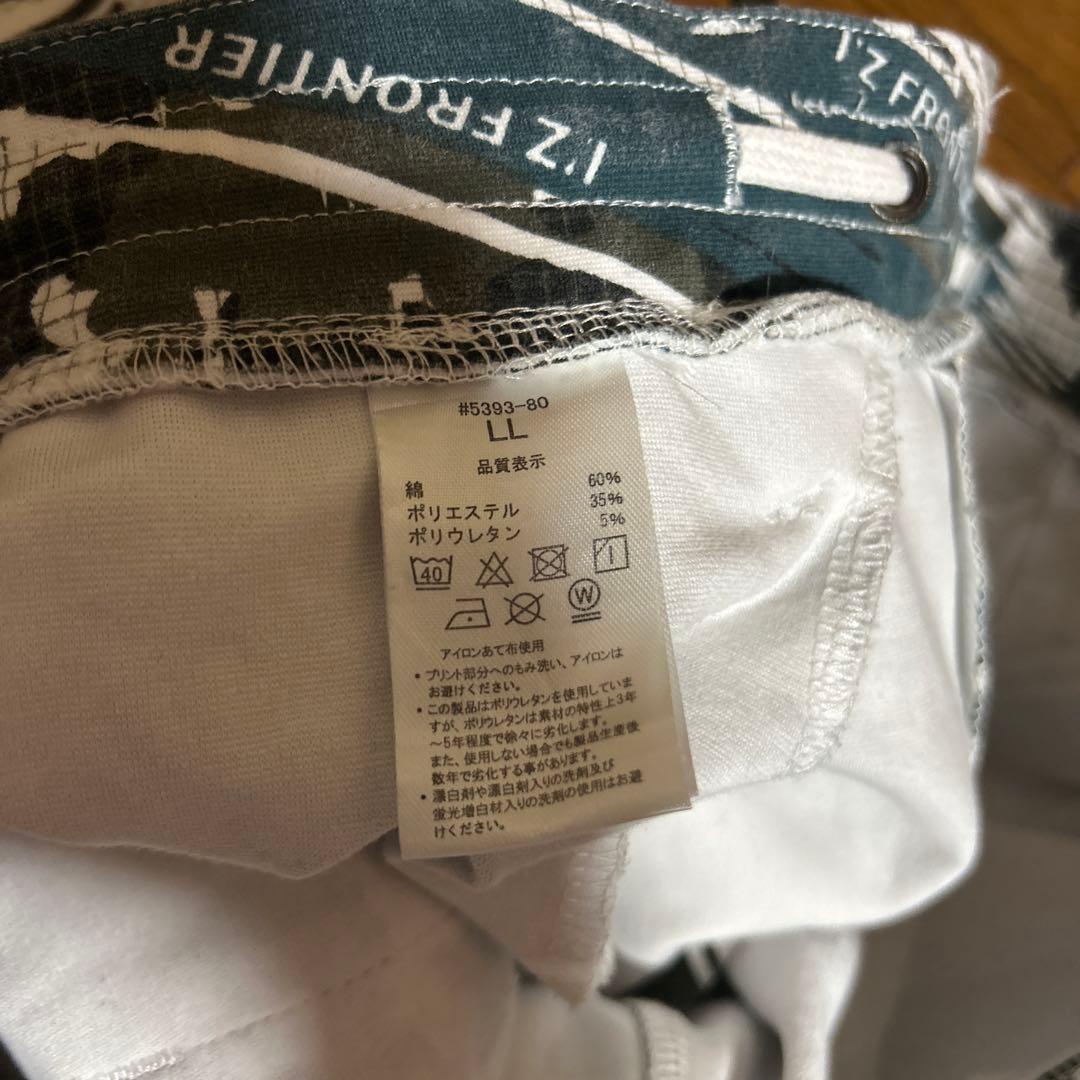 I'Z FRONTIER
I'Z FRO
#5393-80
LL
品質表示
綿 60%
ポリエステル 35%
ポリウレタン 5%
40
W
アイロンあて布使用
・プリント部分へのもみ洗い、アイロンは
お避けください。
・この製品はポリウレタンを使用していま
すが、ポリウレタンは素材の特性上3年
～5年程度で徐々に劣化します。
また、使用しない場合でも製品生産後
数年で劣化する事があります。
・漂白剤や漂白剤入りの洗剤及び
蛍光増白材入りの洗剤の使用はお避
けください。